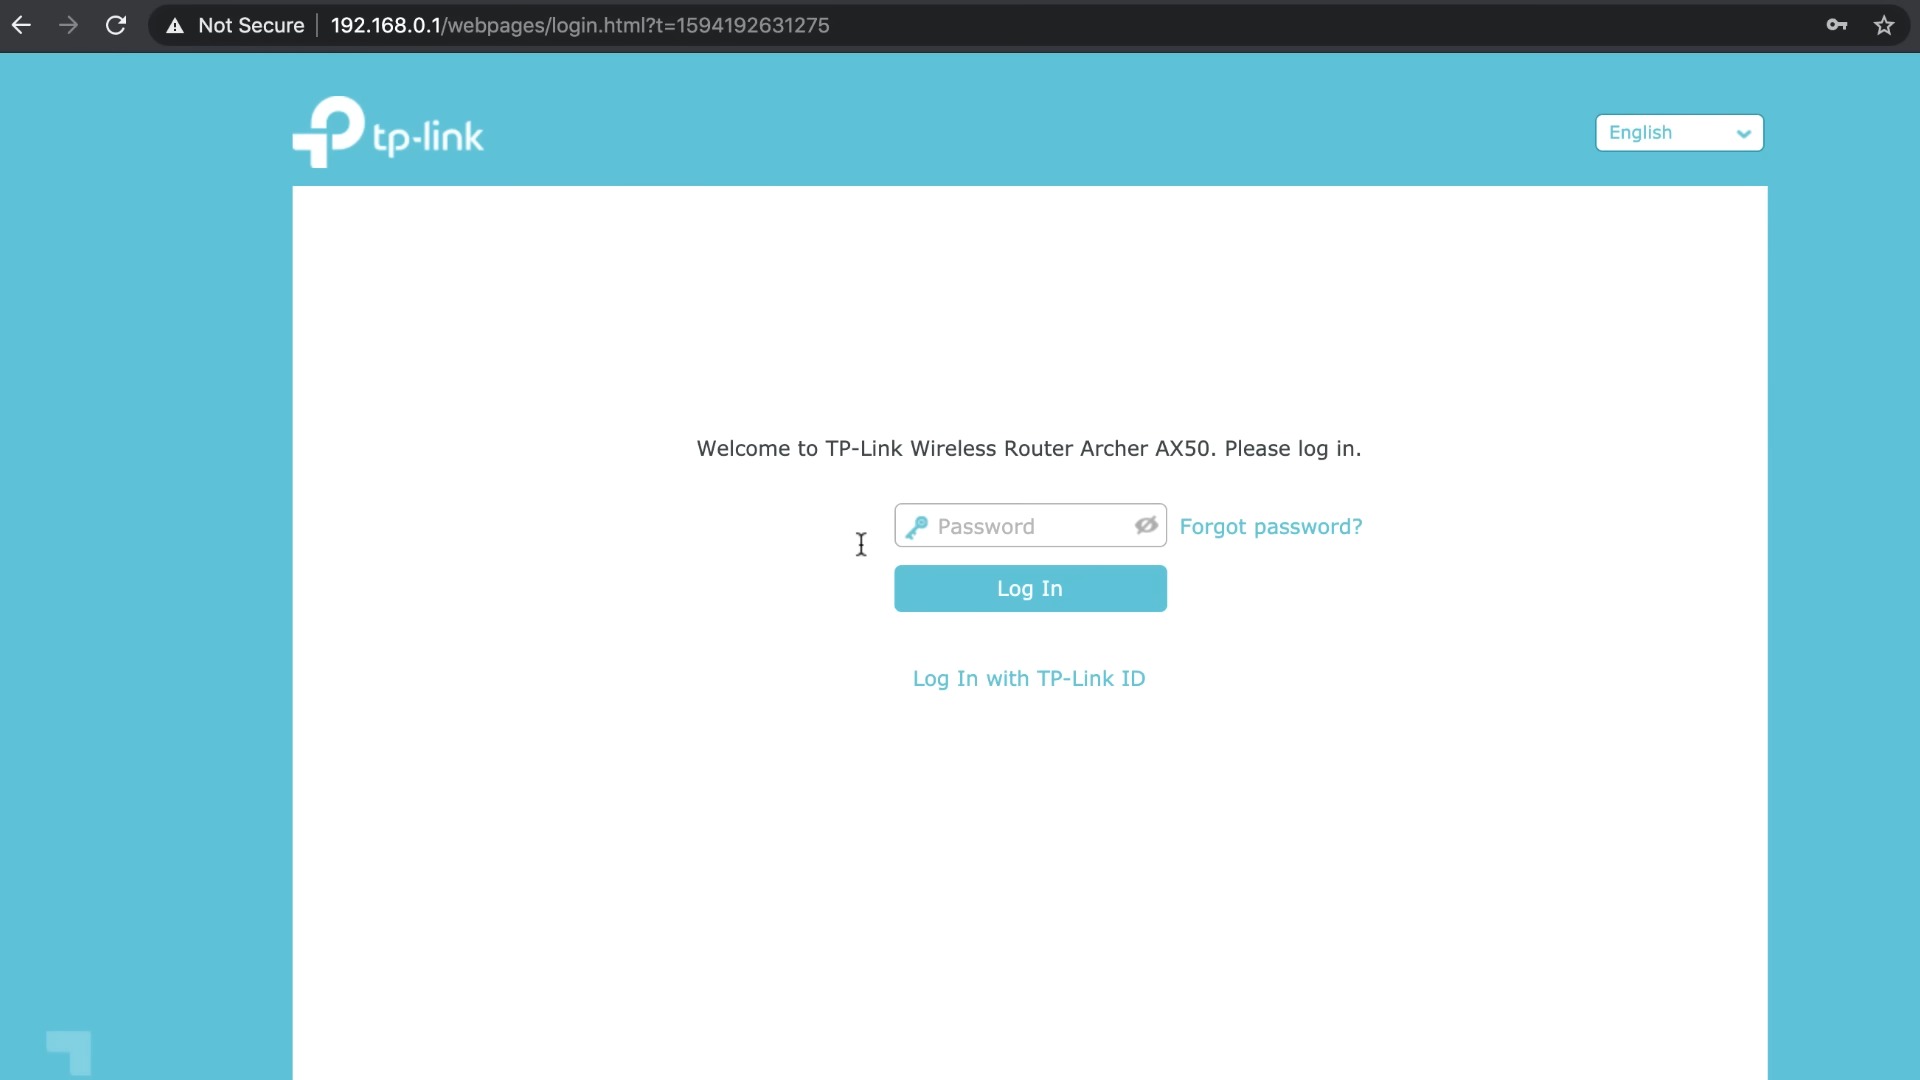 Not Secure | 192.168.0.1/webpages/login.html?t=1594192631275
tp-link
English
Welcome to TP-Link Wireless Router Archer AX50. Please log in.
Password
Forgot password?
Log In
Log In with TP-Link ID